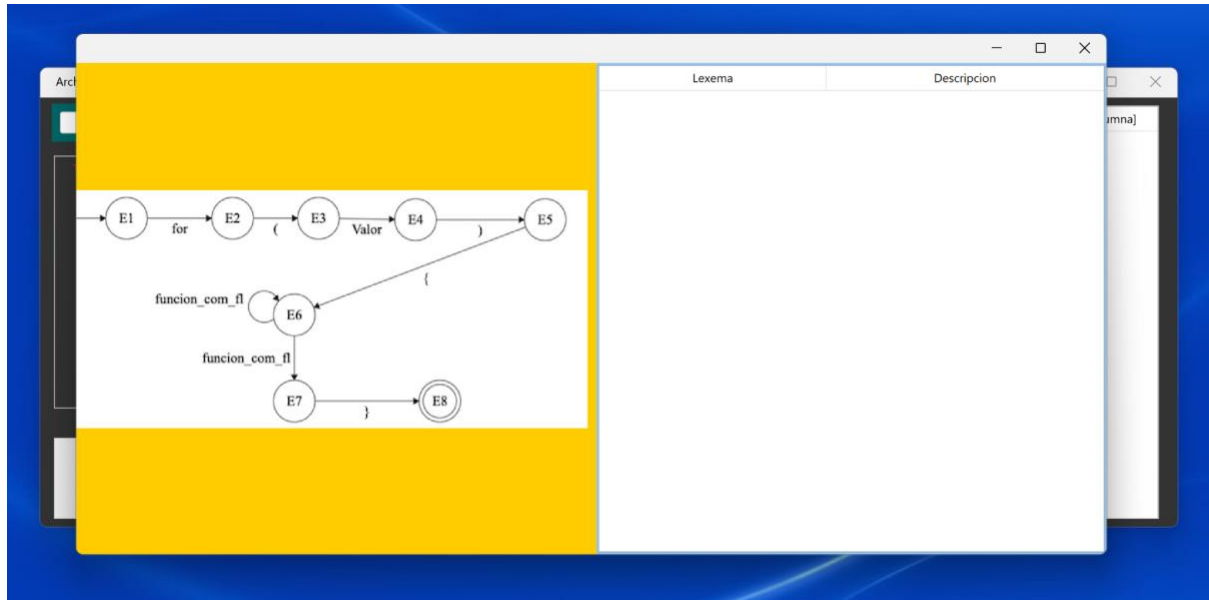 Lexema Descripcion
Arch
umna]
E1 for E2 ( E3 Valor E4 ) E5
{
funcion_com_fl E6
funcion_com_fl
E7 } E8